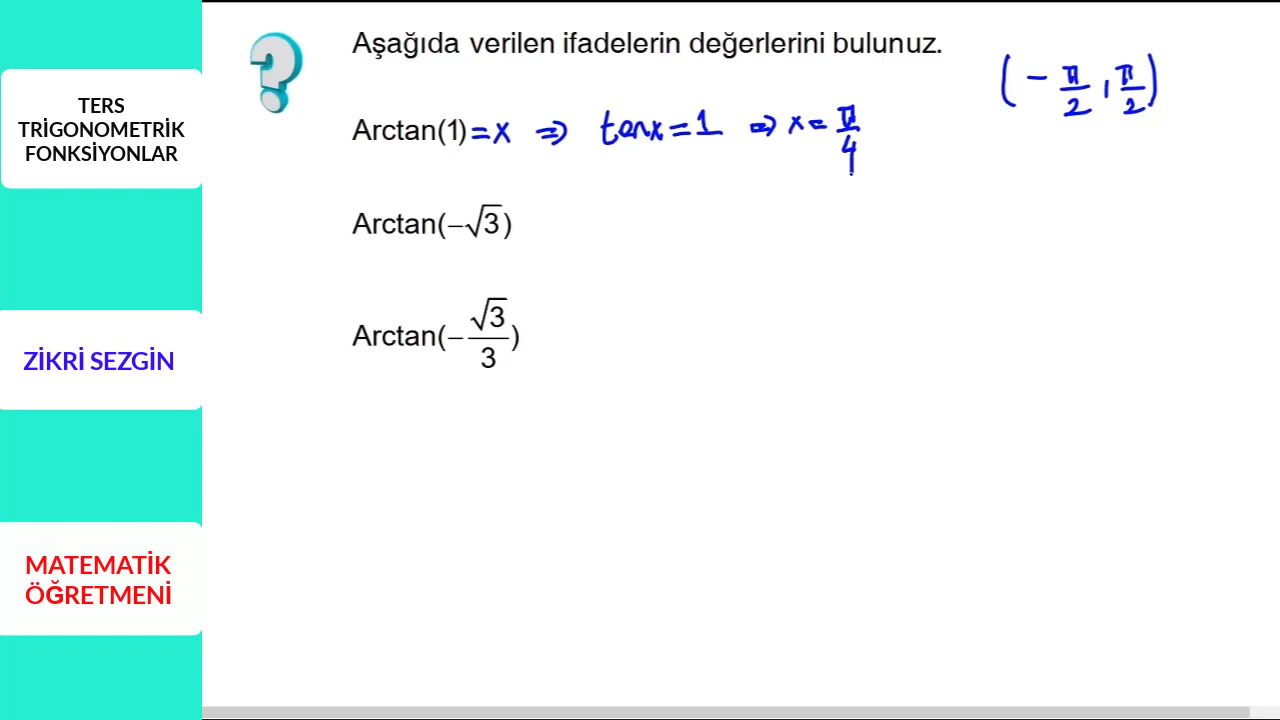 TERS
TRİGONOMETRİK
FONKSİYONLAR
ZİKRİ SEZGİN
MATEMATİK
ÖĞRETMENİ
?
Aşağıda verilen ifadelerin değerlerini bulunuz.
(-π/2, π/2)
Arctan(1) = x ⇒ tanx = 1 ⇒ x = π/4
Arctan(−√3)
Arctan(−√3/3)